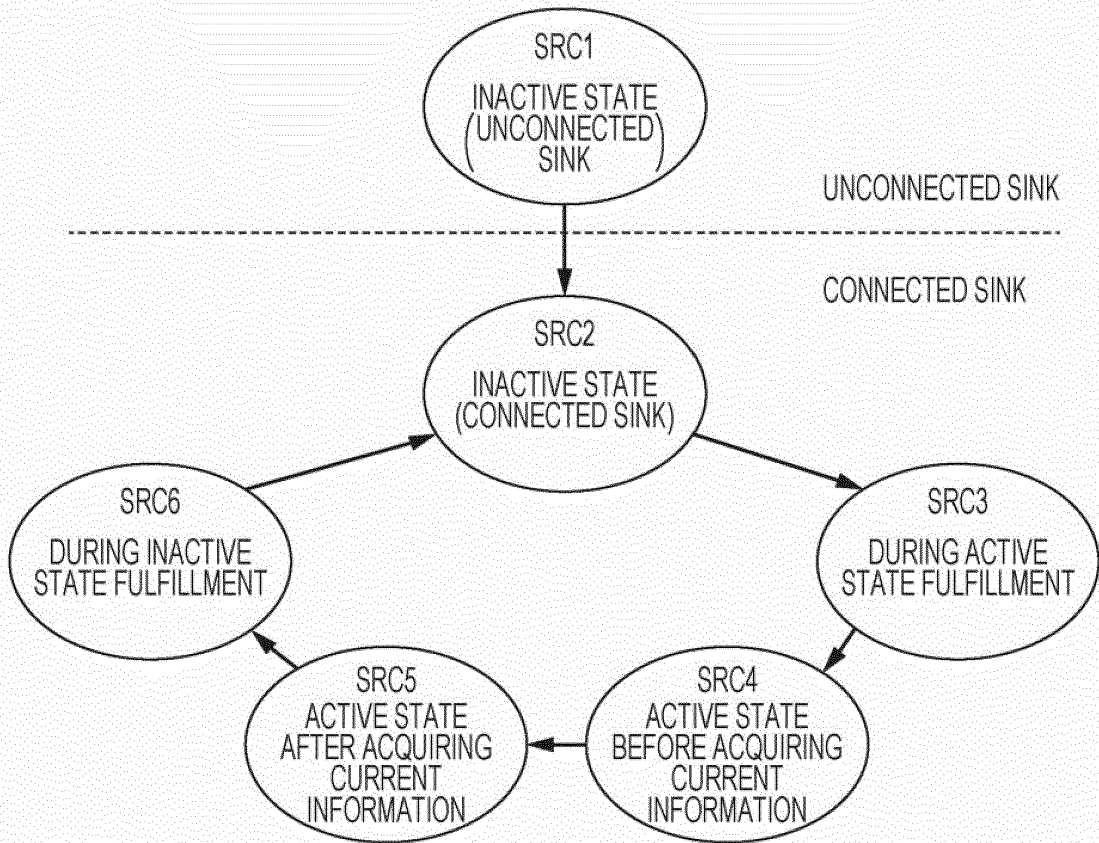 SRC1
INACTIVE STATE
(UNCONNECTED)
SINK
UNCONNECTED SINK
CONNECTED SINK
SRC2
INACTIVE STATE
(CONNECTED SINK)
SRC6
DURING INACTIVE
STATE FULFILLMENT
SRC3
DURING ACTIVE
STATE FULFILLMENT
SRC5
ACTIVE STATE
AFTER ACQUIRING
CURRENT
INFORMATION
SRC4
ACTIVE STATE
BEFORE ACQUIRING
CURRENT
INFORMATION